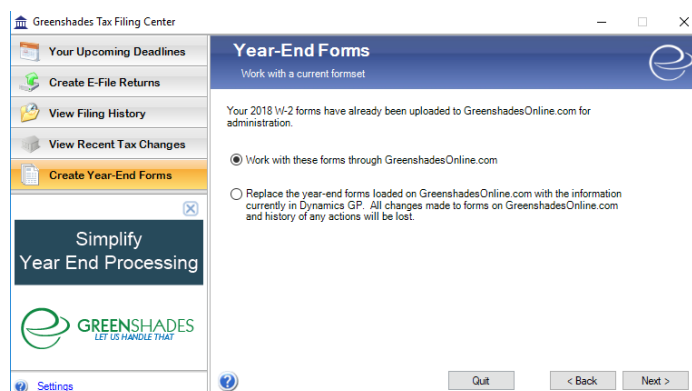 Greenshades Tax Filing Center
Your Upcoming Deadlines
Create E-File Returns
View Filing History
View Recent Tax Changes
Create Year-End Forms
Simplify
Year End Processing
GREENSHADES
LET US HANDLE THAT
Settings
Year-End Forms
Work with a current formset
Your 2018 W-2 forms have already been uploaded to GreenshadesOnline.com for
administration.
Work with these forms through GreenshadesOnline.com
Replace the year-end forms loaded on GreenshadesOnline.com with the information
currently in Dynamics GP. All changes made to forms on GreenshadesOnline.com
and history of any actions will be lost.
Quit
< Back
Next >